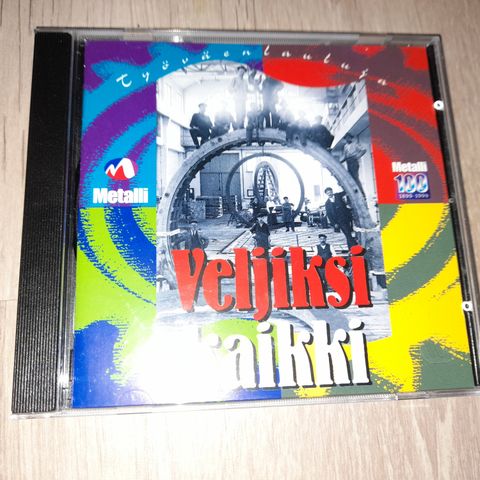 Työväenlauluja
Metalli
Metalli
100
1899-1999
Veljiksi
kaikki